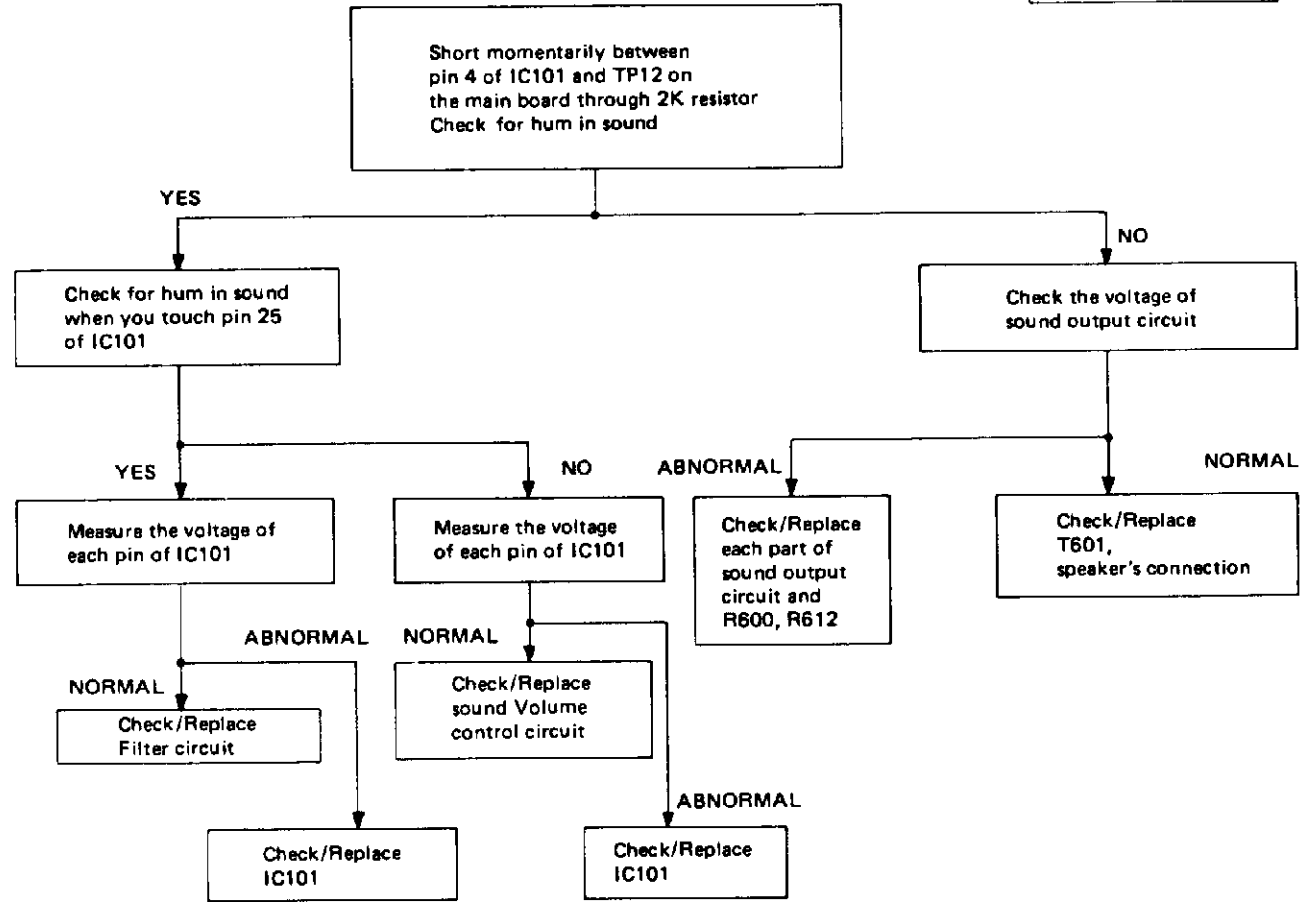 Short momentarily between
pin 4 of IC101 and TP12 on
the main board through 2K resistor
Check for hum in sound
YES
NO
Check for hum in sound
when you touch pin 25
of IC101
Check the voltage of
sound output circuit
YES
NO
ABNORMAL
NORMAL
Measure the voltage of
each pin of IC101
Measure the voltage
of each pin of IC101
Check/Replace
each part of
sound output
circuit and
R600, R612
Check/Replace
T601,
speaker's connection
ABNORMAL
NORMAL
NORMAL
Check/Replace
Filter circuit
Check/Replace
sound Volume
control circuit
ABNORMAL
Check/Replace
IC101
Check/Replace
IC101